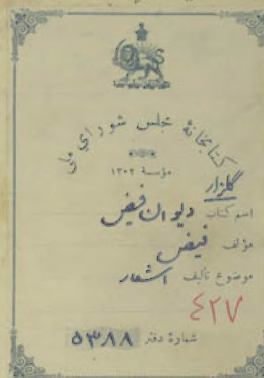 کتابخانهٔ مجلس شورای ملی
مؤسسهٔ ۱۳۰۲
گلزار
اسم کتاب دیوان فیض
مؤلف فیض
موضوع تألیف اشعار
۴۲۷
شمارهٔ دفتر ۵۳۸۸